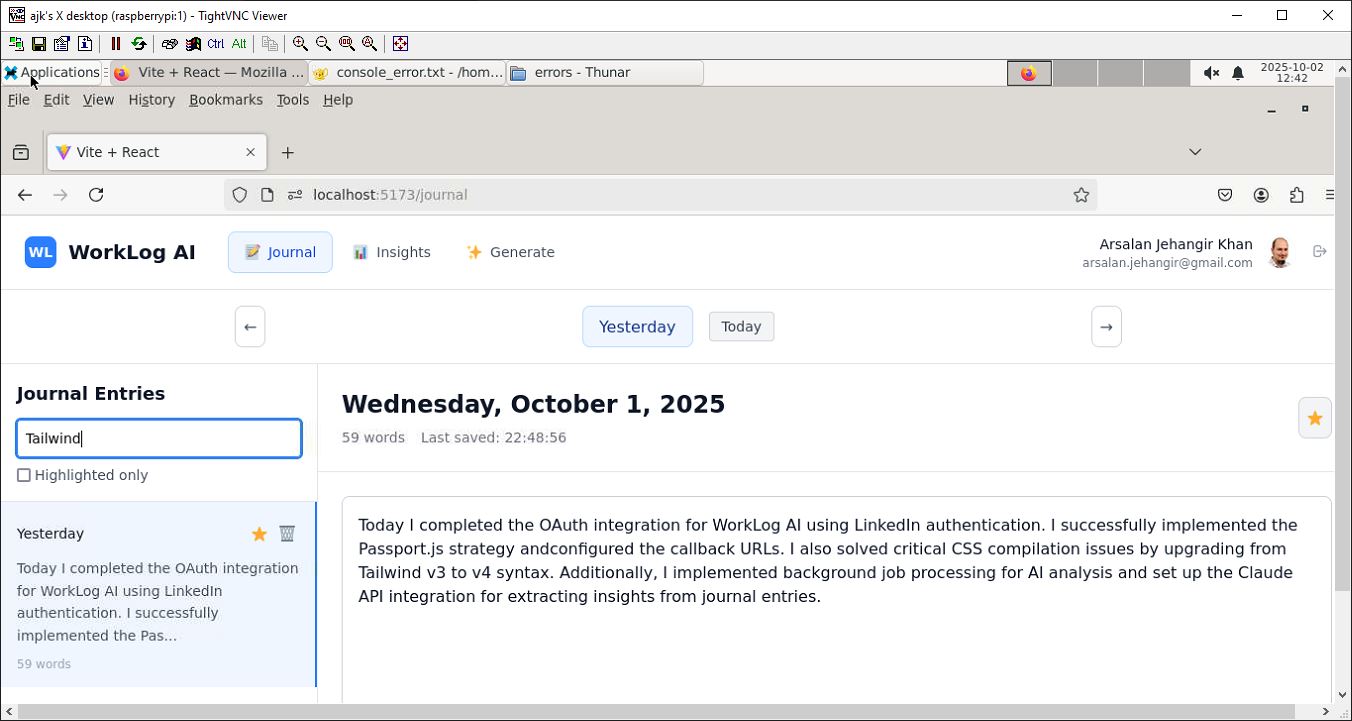 ajk's X desktop (raspberrypi:1) - TightVNC Viewer
Ctrl Alt
Applications
Vite + React — Mozilla ...
console_error.txt - /hom...
errors - Thunar
2025-10-02
12:42
File Edit View History Bookmarks Tools Help
Vite + React
localhost:5173/journal
WL WorkLog AI
Journal
Insights
Generate
Arsalan Jehangir Khan
arsalan.jehangir@gmail.com
← Yesterday Today →
Journal Entries
Tailwind
Highlighted only
Yesterday
Today I completed the OAuth integration
for WorkLog AI using LinkedIn
authentication. I successfully
implemented the Pas...
59 words
Wednesday, October 1, 2025
59 words Last saved: 22:48:56
Today I completed the OAuth integration for WorkLog AI using LinkedIn authentication. I successfully implemented the
Passport.js strategy andconfigured the callback URLs. I also solved critical CSS compilation issues by upgrading from
Tailwind v3 to v4 syntax. Additionally, I implemented background job processing for AI analysis and set up the Claude
API integration for extracting insights from journal entries.